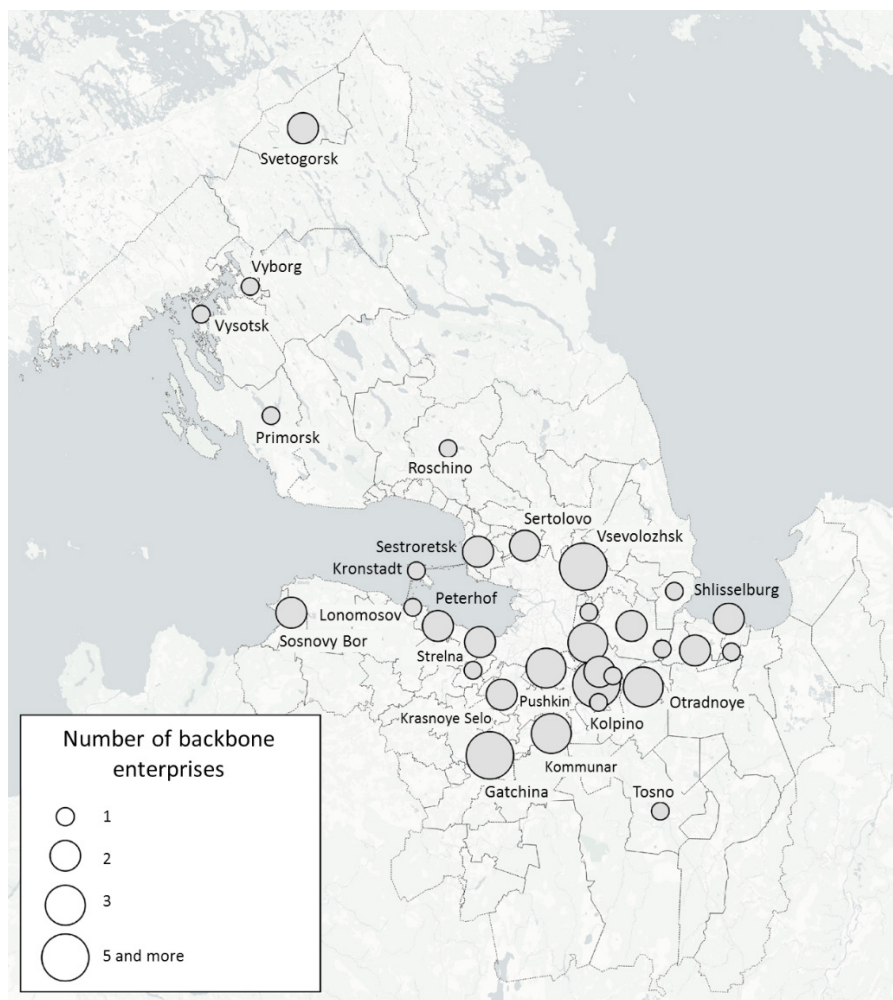 Svetogorsk
Vyborg
Vysotsk
Primorsk
Roschino
Sertolovo
Vsevolozhsk
Sestroretsk
Kronstadt
Shlisselburg
Peterhof
Lonomosov
Sosnovy Bor
Strelna
Otradnoye
Pushkin
Krasnoye Selo
Kolpino
Kommunar
Gatchina
Tosno
Number of backbone
enterprises
1
2
3
5 and more